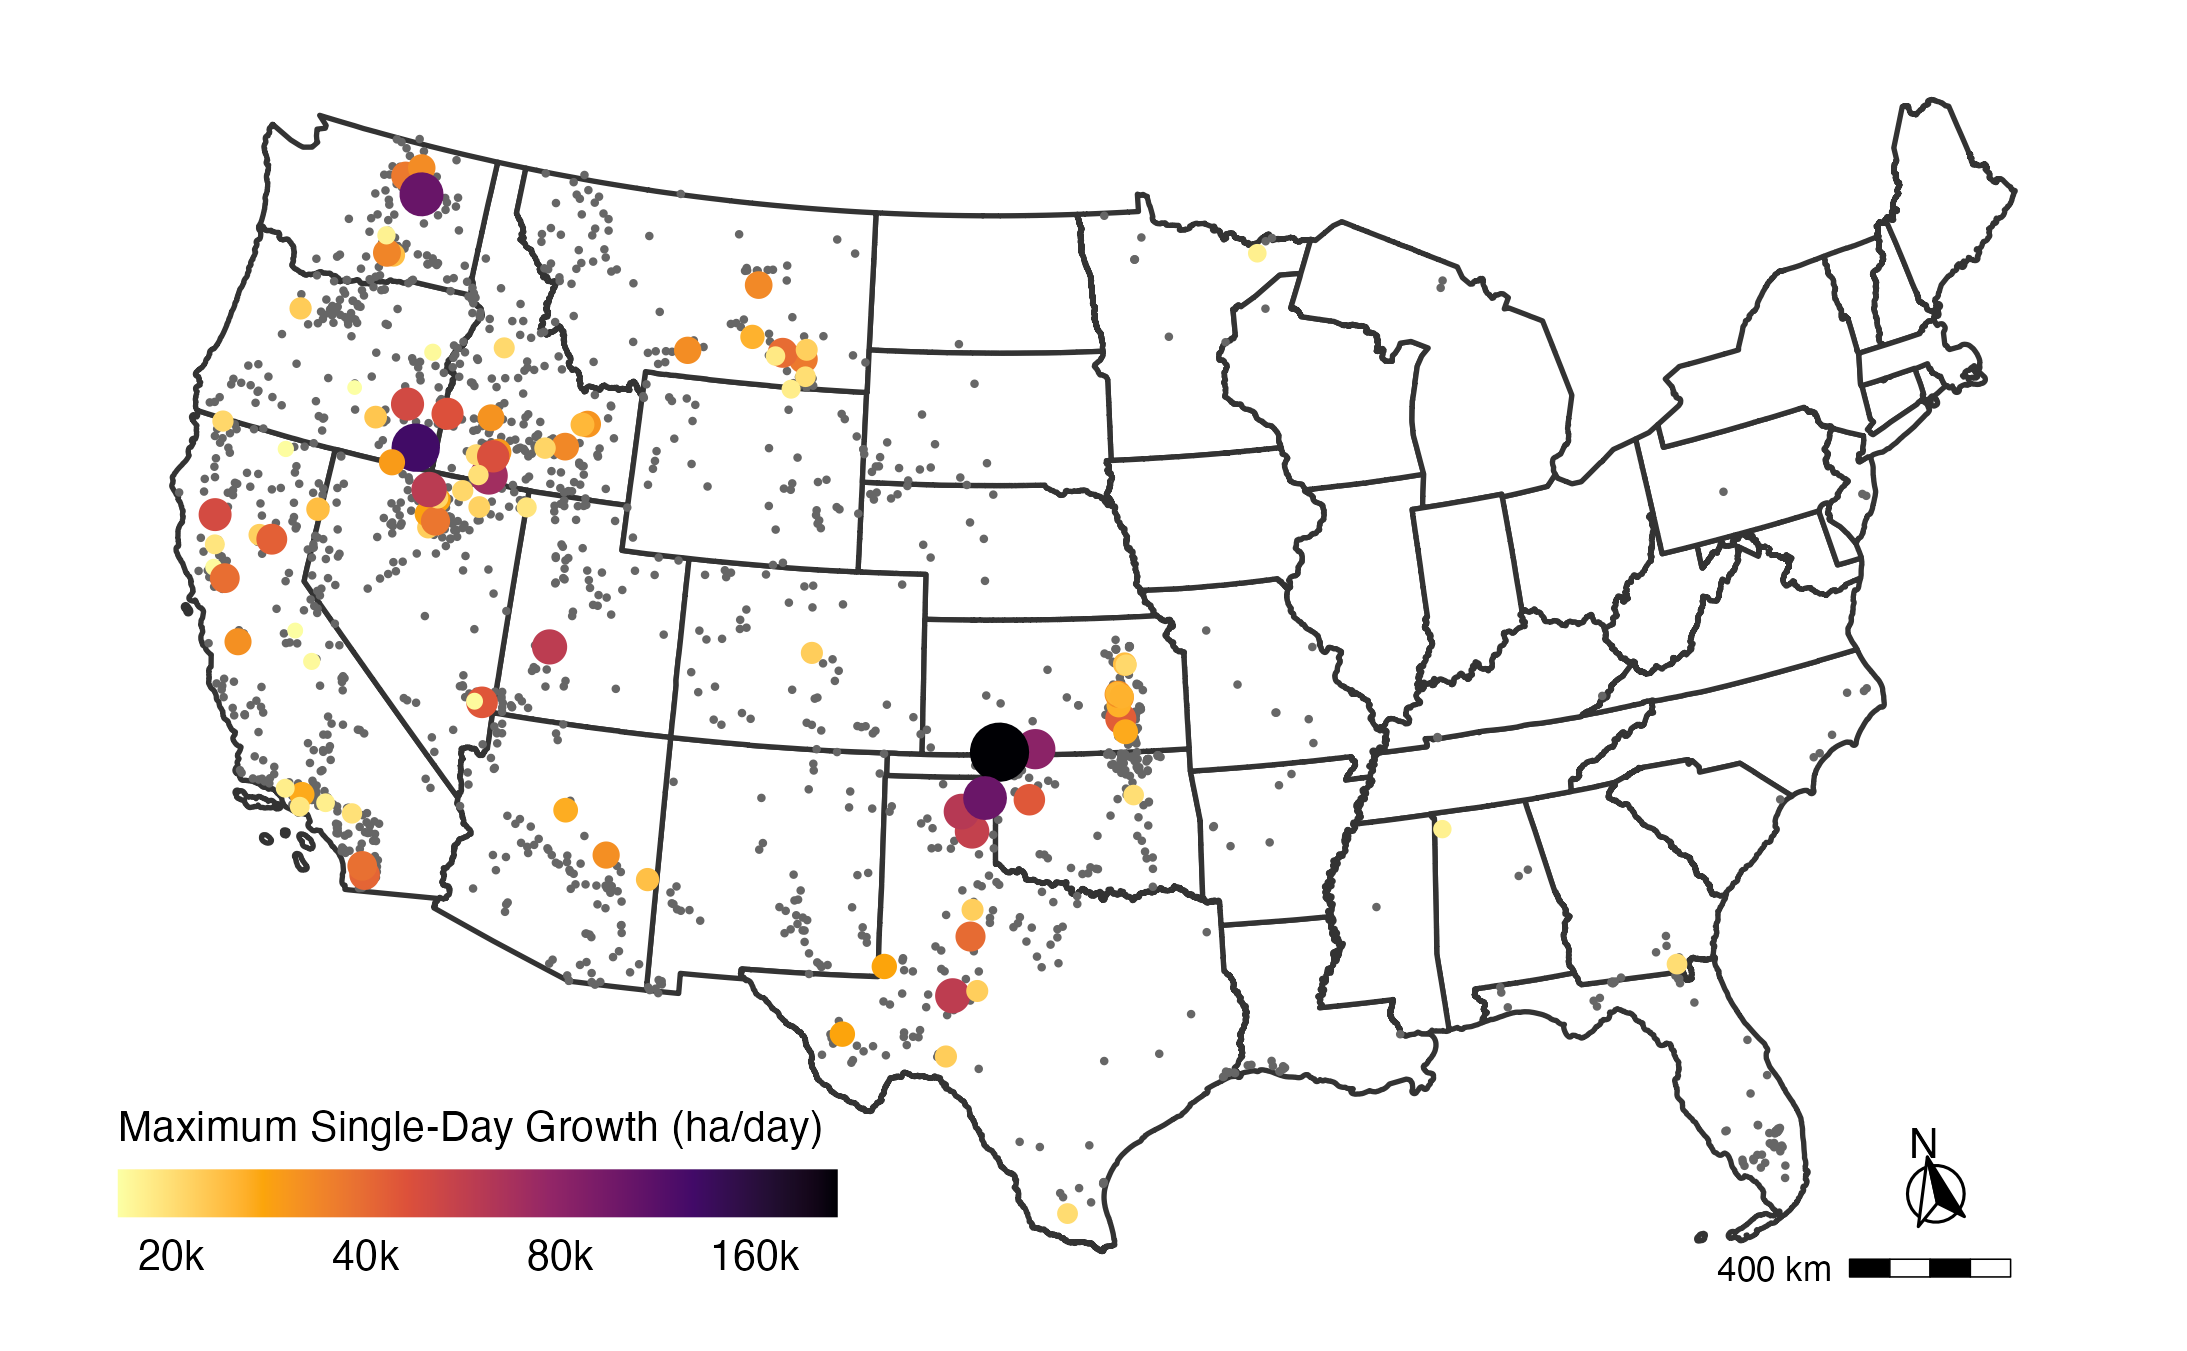 Maximum Single-Day Growth (ha/day)
20k 40k 80k 160k
N
400 km